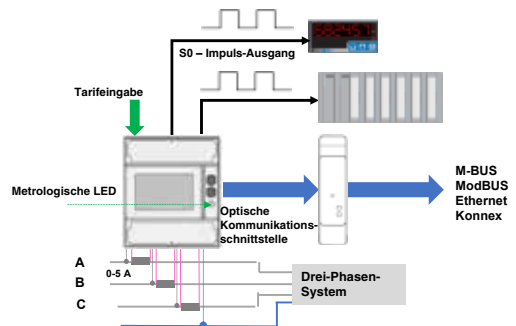 S0 – Impuls-Ausgang
Tarifeingabe
Metrologische LED
Optische
Kommunikations-
schnittstelle
M-BUS
ModBUS
Ethernet
Konnex
A
0-5 A
B
C
Drei-Phasen-
System